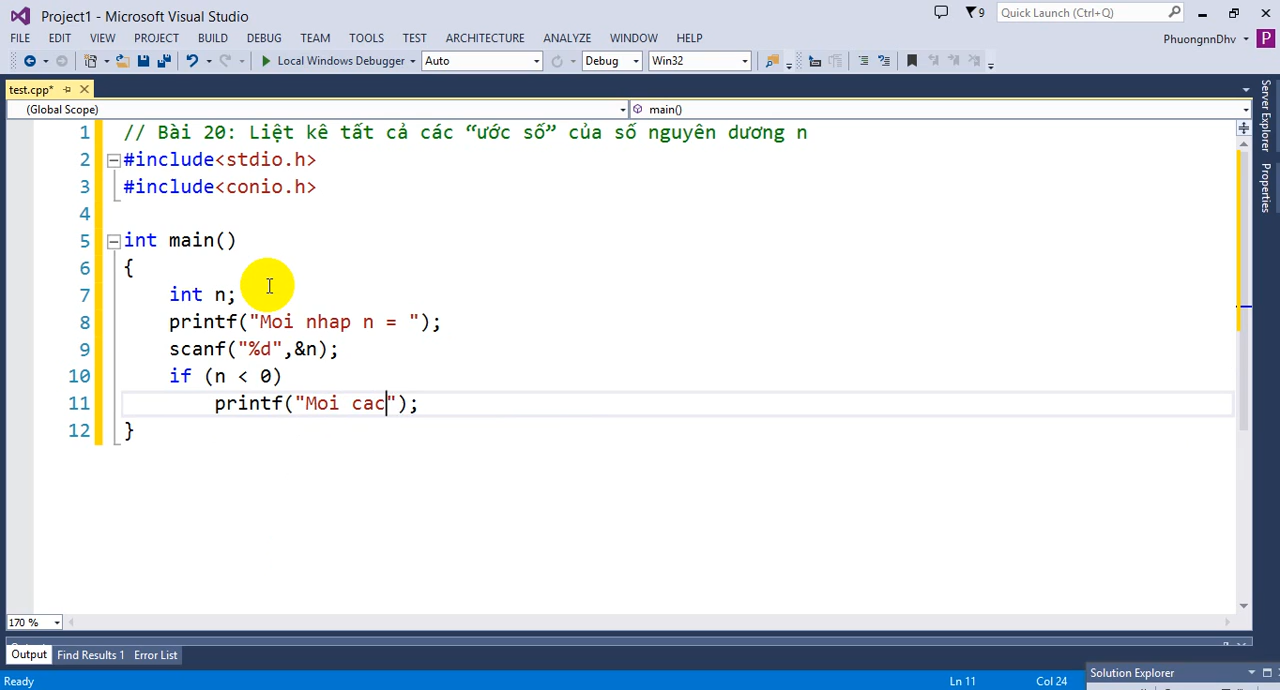 Project1 - Microsoft Visual Studio
9
Quick Launch (Ctrl+Q)
FILE EDIT VIEW PROJECT BUILD DEBUG TEAM TOOLS TEST ARCHITECTURE ANALYZE WINDOW HELP
PhuongnnDhv P
Local Windows Debugger Auto Debug Win32
test.cpp*
(Global Scope) main()
1 // Bài 20: Liệt kê tất cả các “ước số” của số nguyên dương n
2 #include<stdio.h>
3 #include<conio.h>
4
5 int main()
6 {
7 int n;
8 printf("Moi nhap n = ");
9 scanf("%d",&n);
10 if (n < 0)
11 printf("Moi cac");
12 }
Server Explorer
Properties
170 %
Output Find Results 1 Error List
Ready Ln 11 Col 24
Solution Explorer